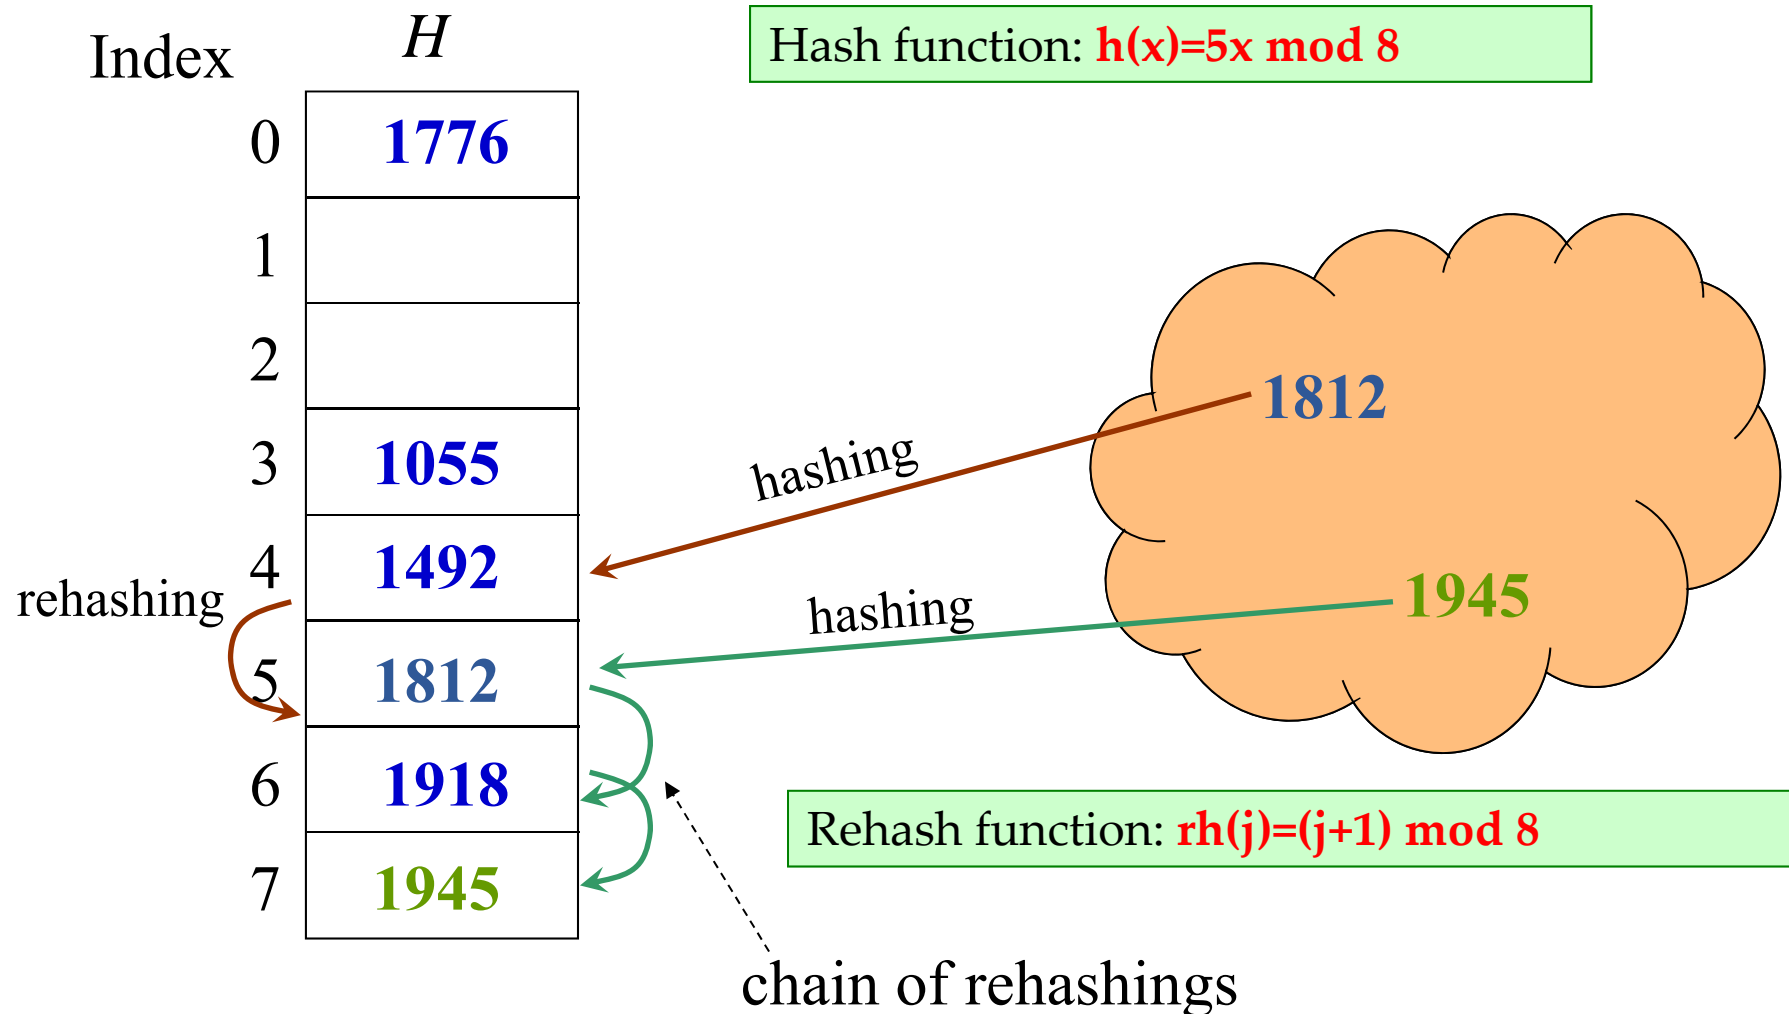 Index
H
Hash function: h(x)=5x mod 8
0
1776
1
2
3
1055
4
1492
5
1812
6
1918
7
1945
rehashing
hashing
1812
hashing
1945
Rehash function: rh(j)=(j+1) mod 8
chain of rehashings